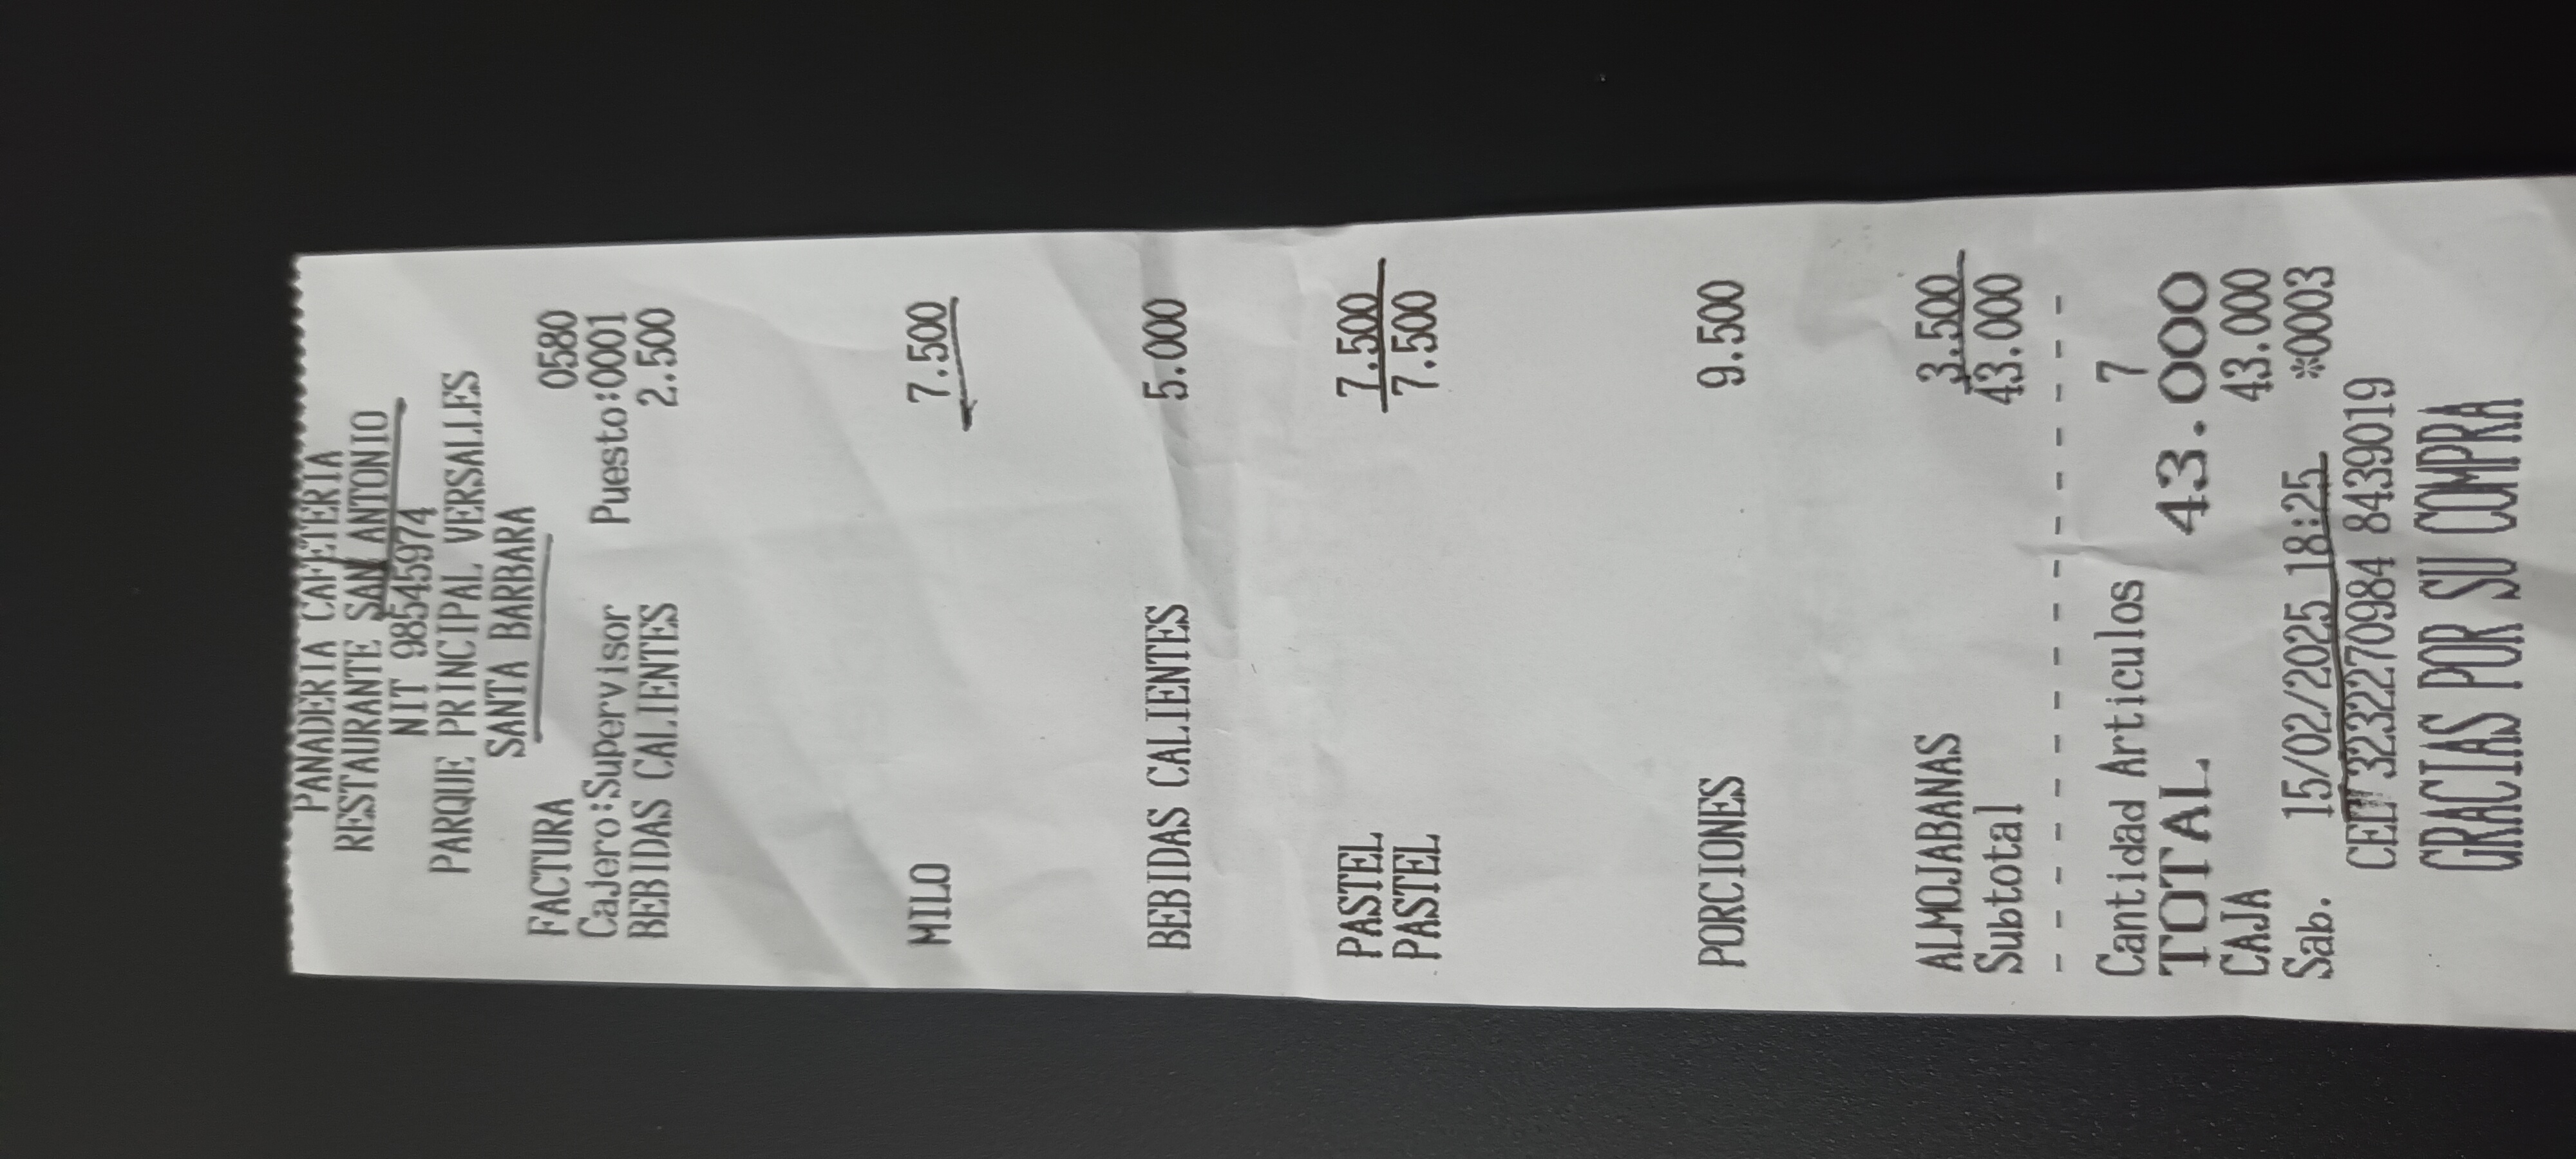 PANADERIA CAFETERIA
RESTAURANTE SAN ANTONIO
NIT 98545974
PARQUE PRINCIPAL VERSALLES
SANTA BARBARA
FACTURA 0580
Cajero:Supervisor Puesto:0001
BEBIDAS CALIENTES 2.500
MILO 7.500
BEBIDAS CALIENTES 5.000
PASTEL 7.500
PASTEL 7.500
PORCIONES 9.500
ALMOJABANAS 3.500
Subtotal 43.000
- - - - - - - - - - - - - - - -
Cantidad Articulos 7
TOTAL 43.000
CAJA 43.000
Sab. 15/02/2025 18:25 *0003
3232270984 8439019
GRACIAS POR SU COMPRA